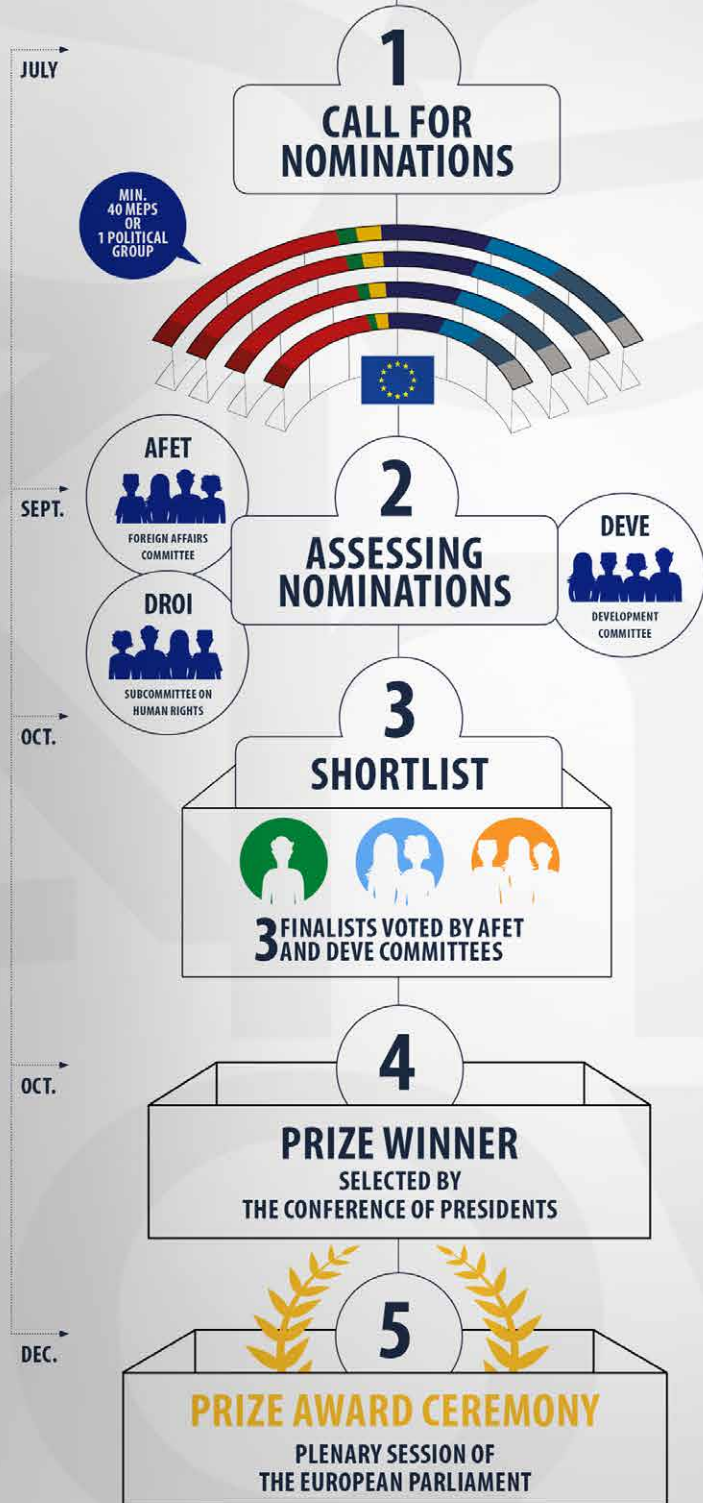 JULY
1
CALL FOR
NOMINATIONS
MIN.
40 MEPS
OR
1 POLITICAL
GROUP
SEPT.
AFET
FOREIGN AFFAIRS
COMMITTEE
DROI
SUBCOMMITTEE ON
HUMAN RIGHTS
2
ASSESSING
NOMINATIONS
DEVE
DEVELOPMENT
COMMITTEE
OCT.
3
SHORTLIST
3 FINALISTS VOTED BY AFET
AND DEVE COMMITTEES
OCT.
4
PRIZE WINNER
SELECTED BY
THE CONFERENCE OF PRESIDENTS
DEC.
5
PRIZE AWARD CEREMONY
PLENARY SESSION OF
THE EUROPEAN PARLIAMENT